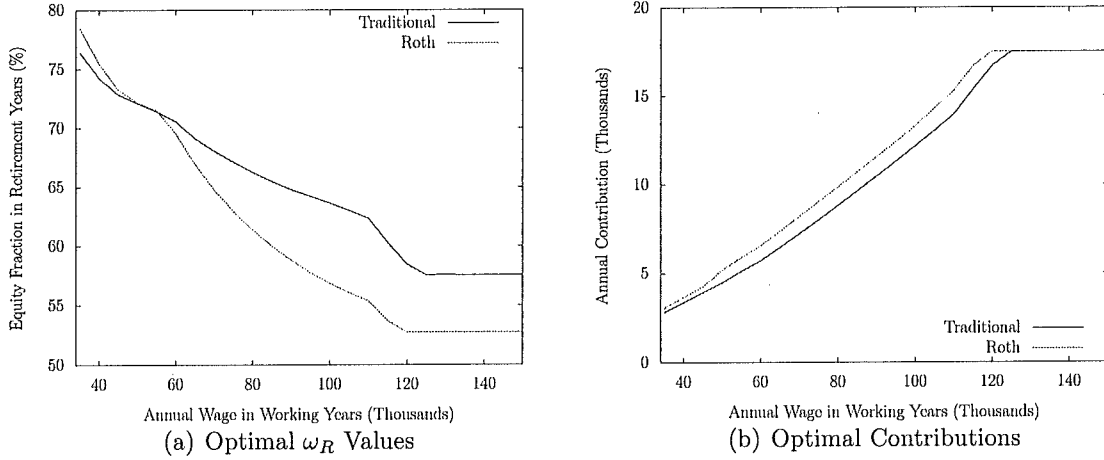 80
75
70
65
60
55
50
Equity Fraction in Retirement Years (%)
Traditional
Roth
40 60 80 100 120 140
Annual Wage in Working Years (Thousands)
(a) Optimal ω_R Values
20
15
10
5
0
Annual Contribution (Thousands)
Traditional
Roth
40 60 80 100 120 140
Annual Wage in Working Years (Thousands)
(b) Optimal Contributions